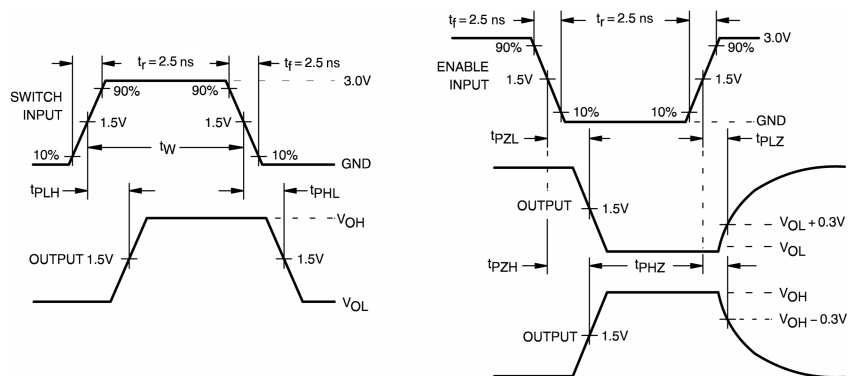 tr = 2.5 ns
tf = 2.5 ns
3.0V
SWITCH
INPUT
90%
90%
1.5V
1.5V
10%
tW
10%
GND
tPLH
tPHL
VOH
OUTPUT 1.5V
1.5V
VOL
tf = 2.5 ns
tr = 2.5 ns
3.0V
90%
90%
ENABLE
INPUT
1.5V
1.5V
10%
10%
GND
tPZL
tPLZ
OUTPUT
1.5V
VOL + 0.3V
VOL
tPZH
tPHZ
VOH
VOH – 0.3V
OUTPUT
1.5V